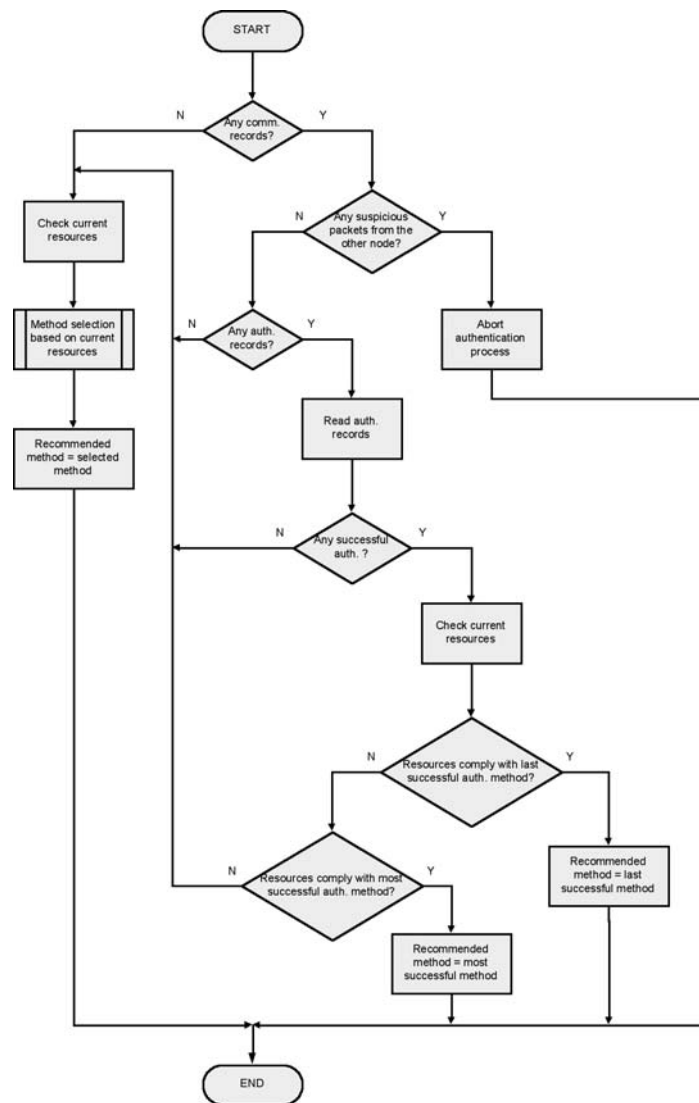 START
N
Y
Any comm.
records?
Check current
resources
N
Any suspicious
packets from the
other node?
Y
Method selection
based on current
resources
N
Any auth.
records?
Y
Abort
authentication
process
Read auth.
records
Recommended
method = selected
method
N
Any successful
auth. ?
Y
Check current
resources
N
Resources comply with last
successful auth. method?
Y
N
Resources comply with most
successful auth. method?
Y
Recommended
method = last
successful method
Recommended
method = most
successful method
END